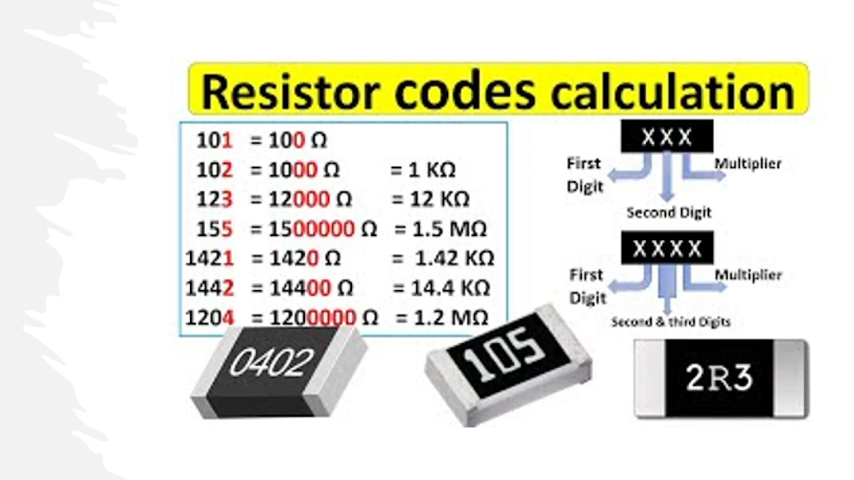 Resistor codes calculation
101 = 100 Ω
102 = 1000 Ω = 1 KΩ
123 = 12000 Ω = 12 KΩ
155 = 1500000 Ω = 1.5 MΩ
1421 = 1420 Ω = 1.42 KΩ
1442 = 14400 Ω = 14.4 KΩ
1204 = 1200000 Ω = 1.2 MΩ
XXX
First
Digit
Multiplier
Second Digit
XXXX
First
Digit
Multiplier
Second & third Digits
0402
105
2R3